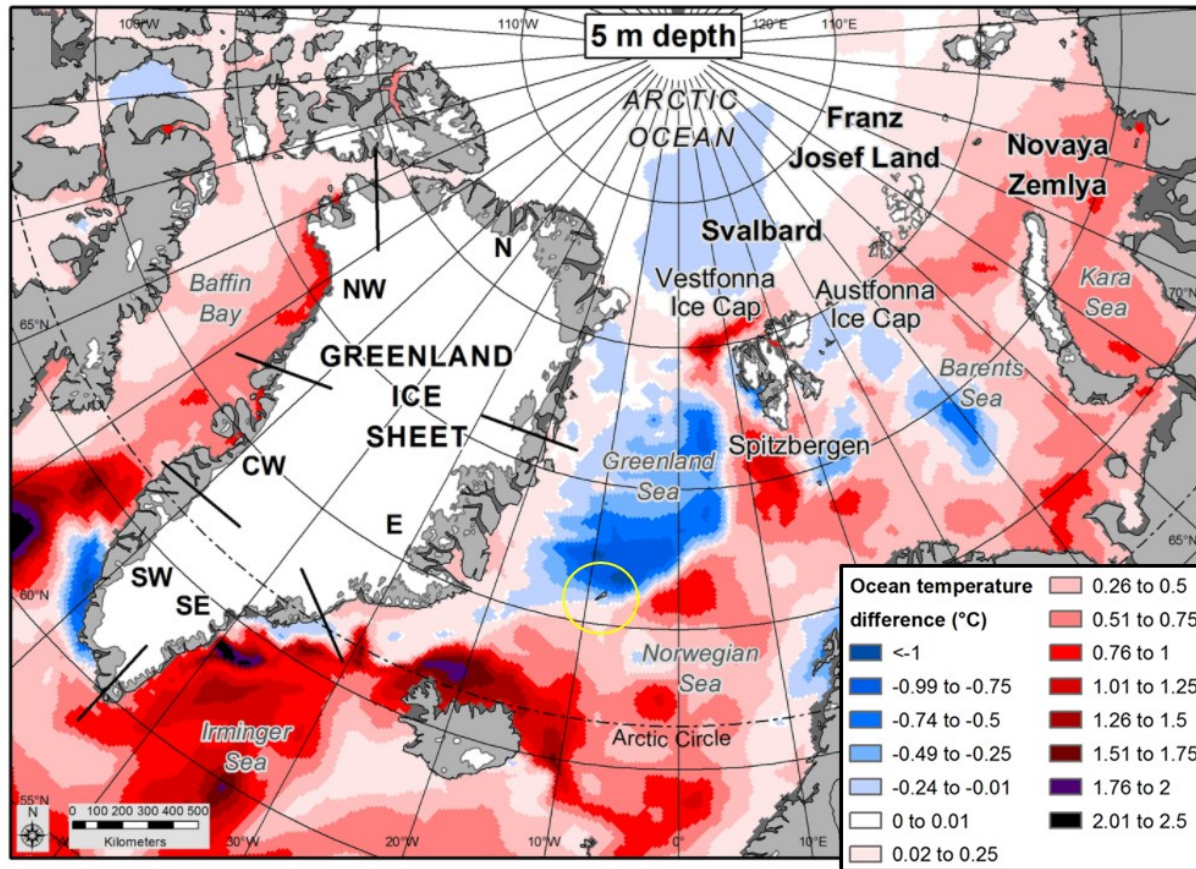 100°W
110°W
120°E
110°E
5 m depth
ARCTIC
OCEAN
Franz
Josef Land
Novaya
Zemlya
Svalbard
Vestfonna
Ice Cap
Austfonna
Ice Cap
Kara
Sea
70°N
N
NW
Baffin
Bay
65°N
GREENLAND
ICE
SHEET
Barents
Sea
Spitzbergen
Greenland
Sea
CW
E
65°N
SW
SE
60°N
Norwegian
Sea
Arctic Circle
Irminger
Sea
55°N
N
0 100 200 300 400 500
Kilometers
30°W
20°W
10°W
0°
10°E
Ocean temperature
difference (°C)
<-1
-0.99 to -0.75
-0.74 to -0.5
-0.49 to -0.25
-0.24 to -0.01
0 to 0.01
0.02 to 0.25
0.26 to 0.5
0.51 to 0.75
0.76 to 1
1.01 to 1.25
1.26 to 1.5
1.51 to 1.75
1.76 to 2
2.01 to 2.5